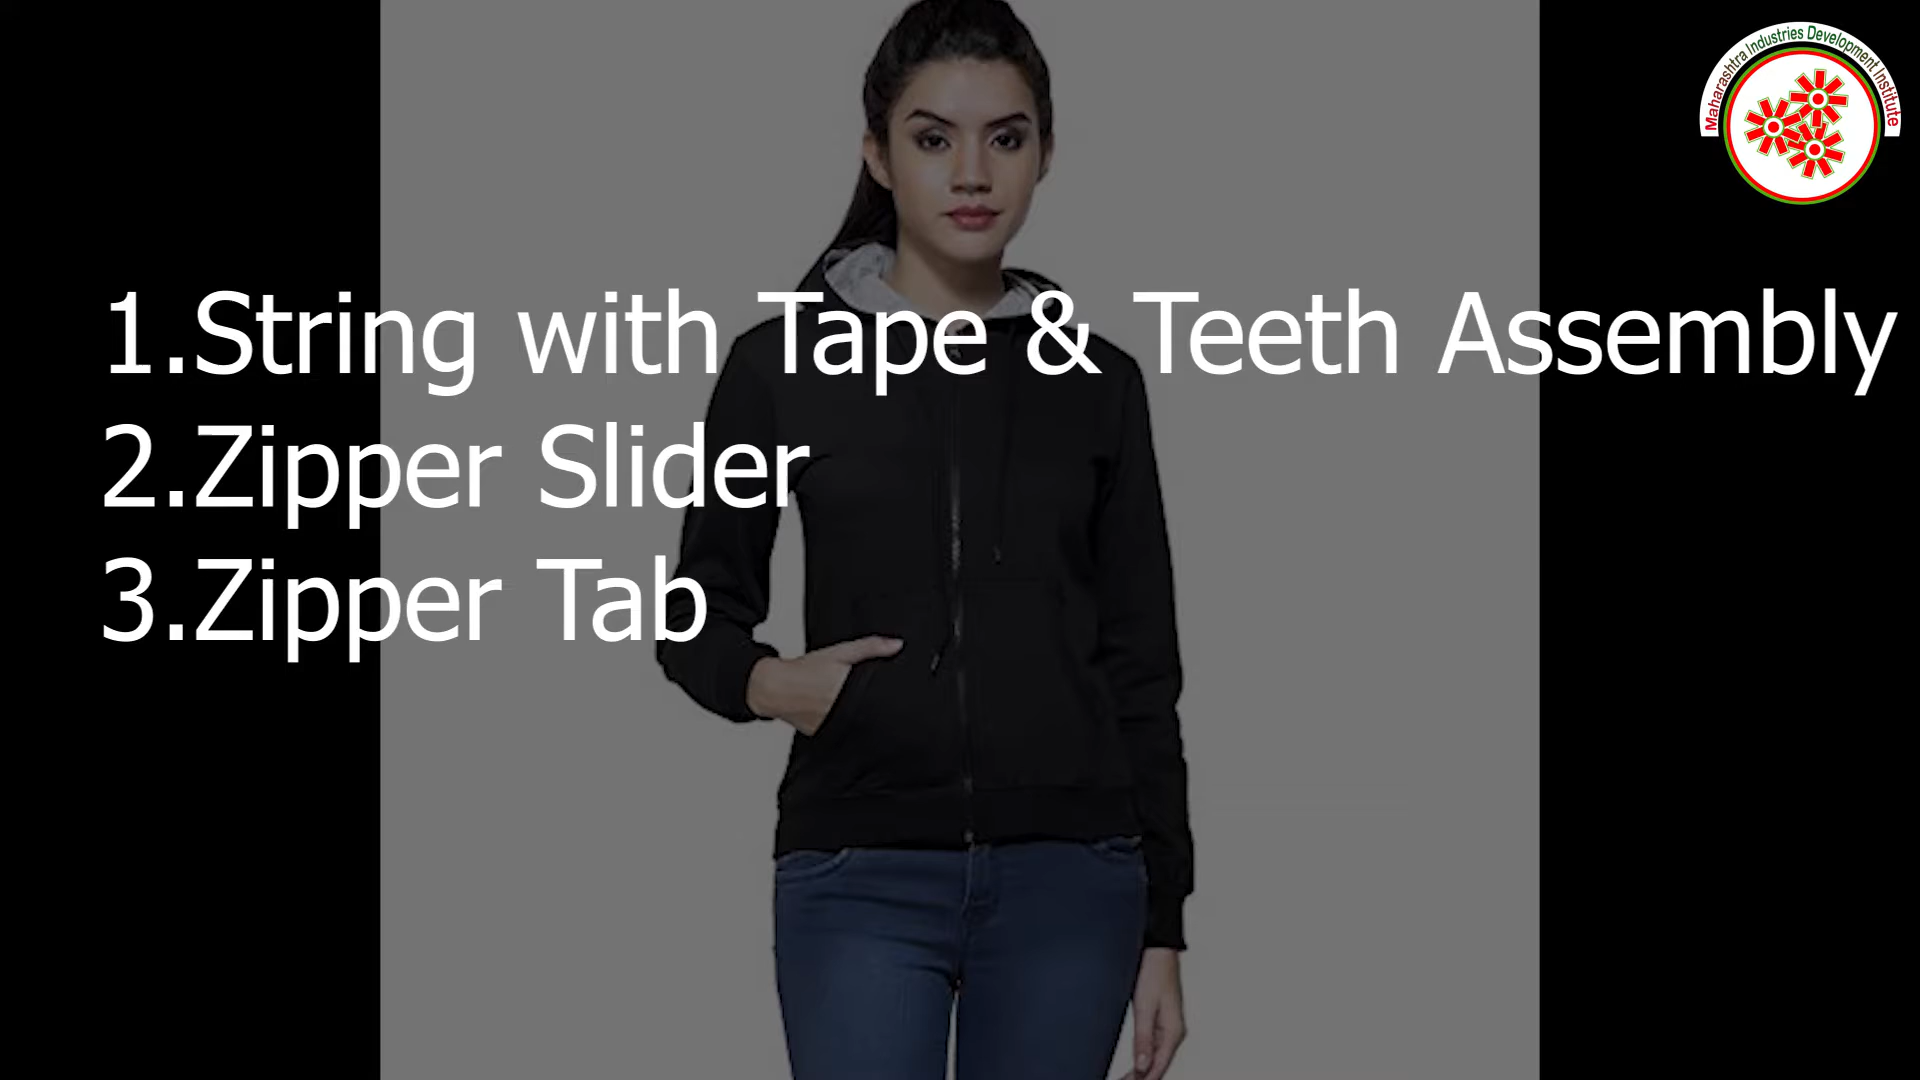 Maharashtra Industries Development Institute
1.String with Tape & Teeth Assembly
2.Zipper Slider
3.Zipper Tab